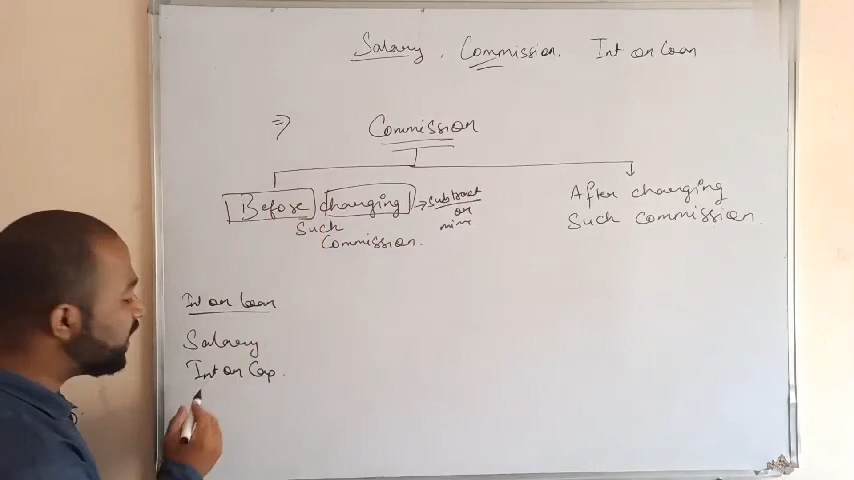 Salary, Commission. Int on loan
⇒ Commission
Before charging → subtract
or
Such
Commission.
After charging
Such Commission.
Int on loan
Salary
Int on Cap.